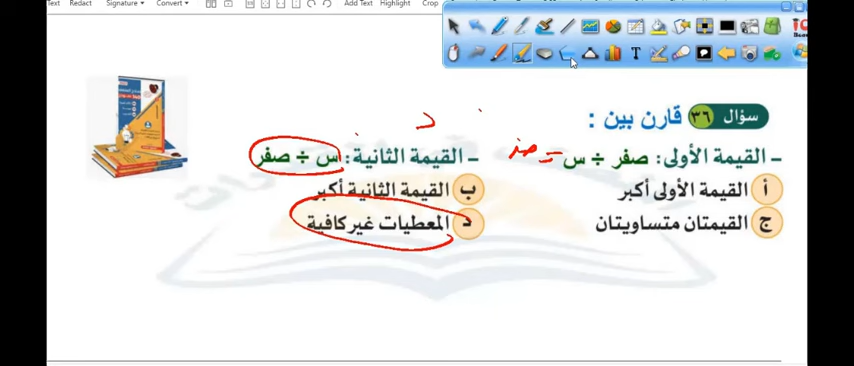 Text
Redact
Signature
Convert
Add Text
Highlight
Crop
سؤال ٣٦ قارن بين :
- القيمة الأولى: صفر ÷ س = صفر
- القيمة الثانية: س ÷ صفر
د
أ القيمة الأولى أكبر
ب القيمة الثانية أكبر
ج القيمتان متساويتان
د المعطيات غير كافية